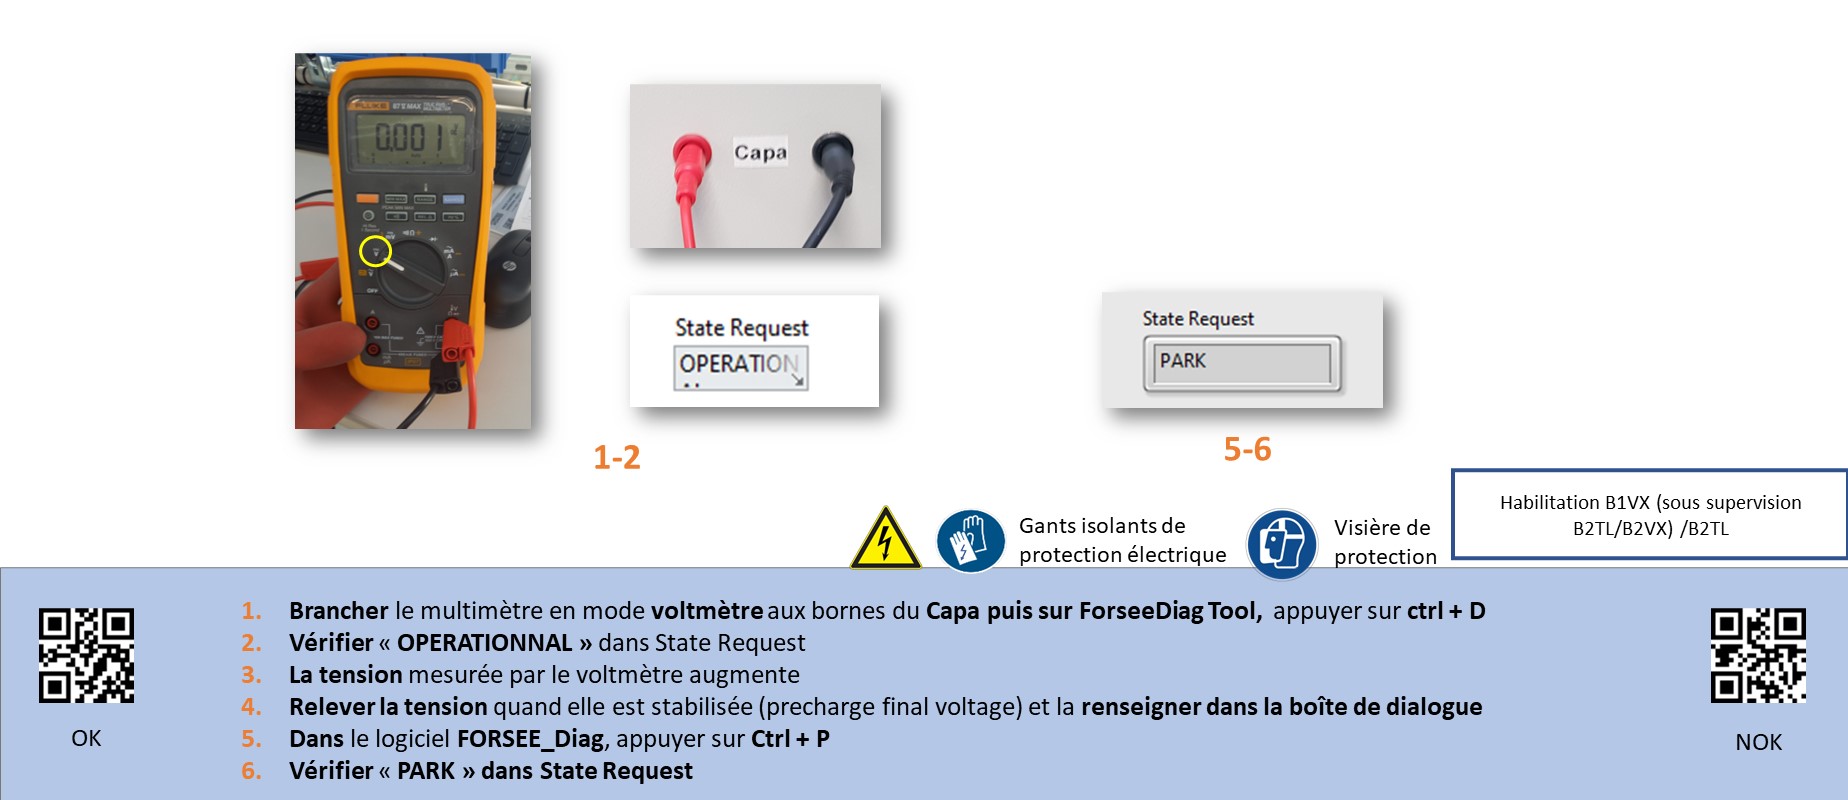 FLUKE 87V MAX TRUE RMS MULTIMETER
0.001
OFF
Capa
State Request
OPERATION
State Request
PARK
1-2
5-6
Gants isolants de
protection électrique
Visière de
protection
Habilitation B1VX (sous supervision
B2TL/B2VX) /B2TL
1. Brancher le multimètre en mode voltmètre aux bornes du Capa puis sur ForseeDiag Tool, appuyer sur ctrl + D
2. Vérifier « OPERATIONNAL » dans State Request
3. La tension mesurée par le voltmètre augmente
4. Relever la tension quand elle est stabilisée (precharge final voltage) et la renseigner dans la boîte de dialogue
5. Dans le logiciel FORSEE_Diag, appuyer sur Ctrl + P
6. Vérifier « PARK » dans State Request
OK
NOK